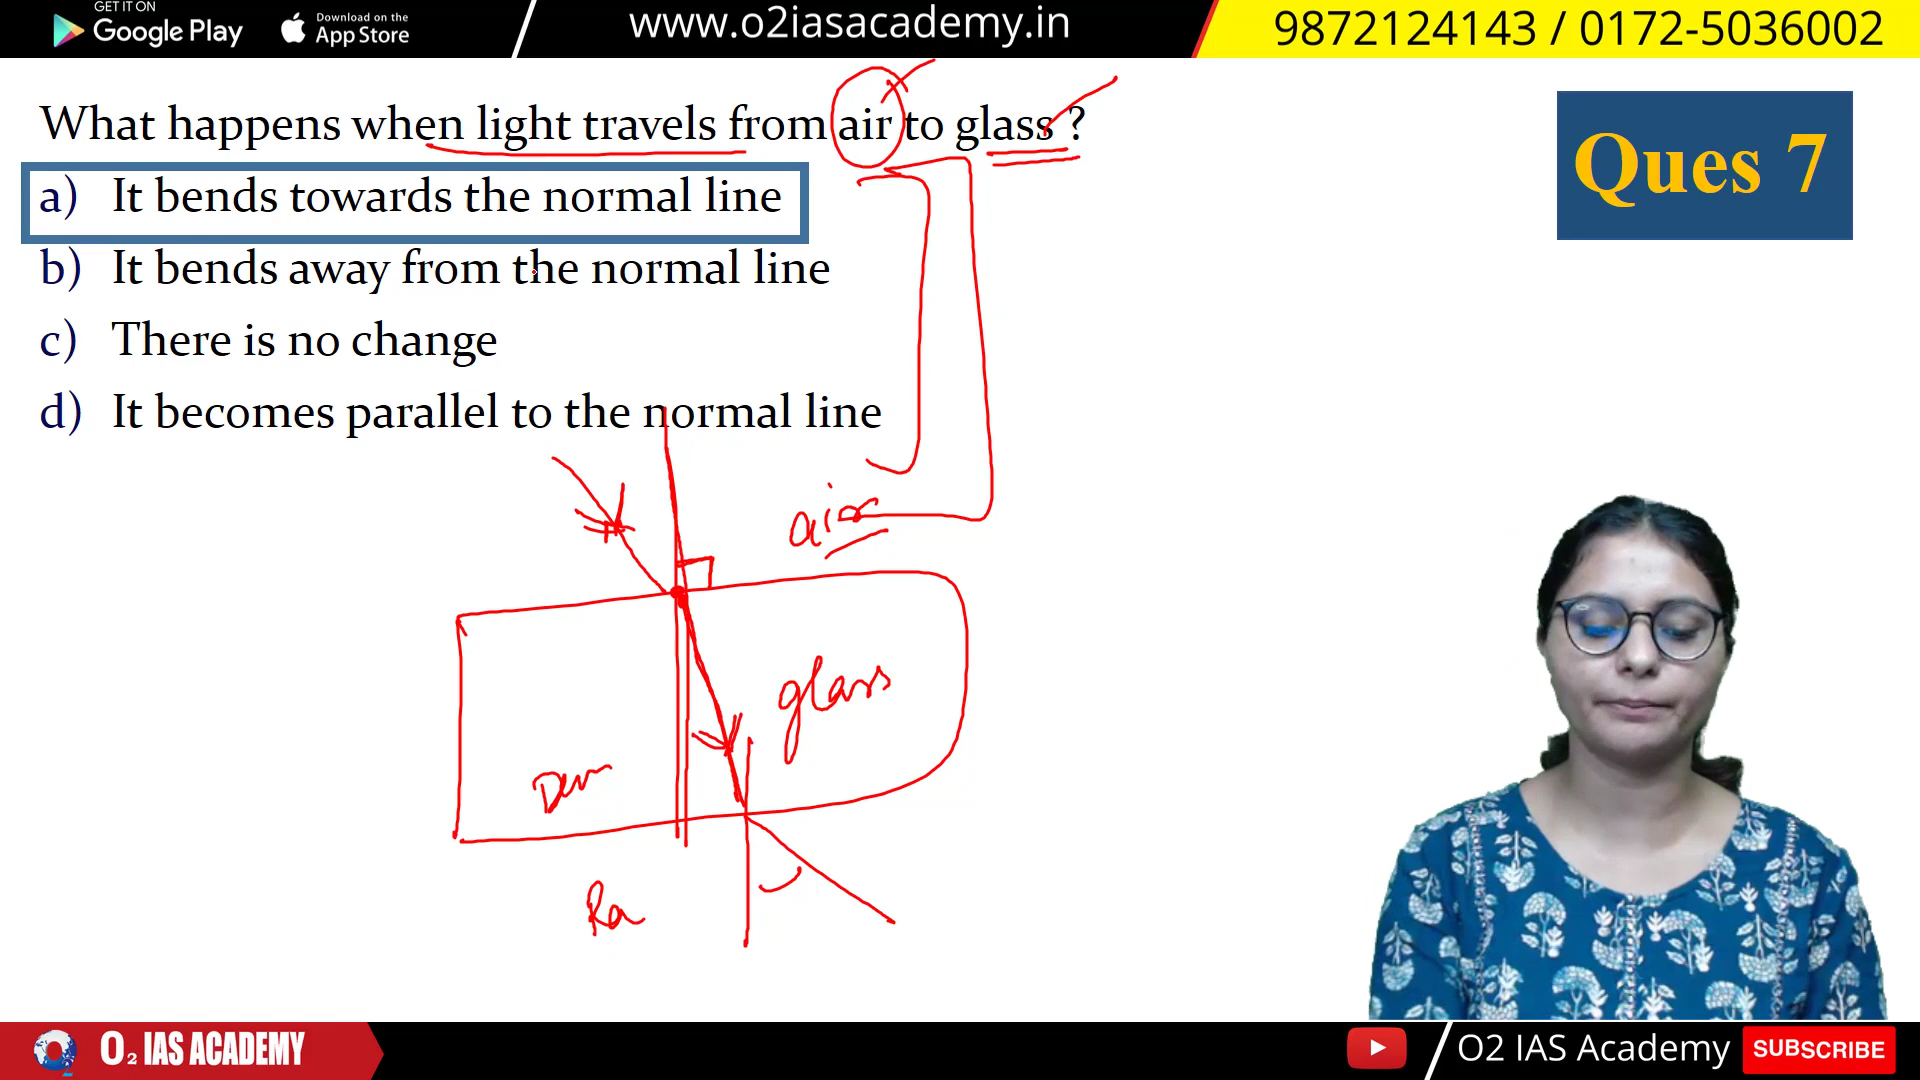 GET IT ON
Google Play
Download on the
App Store
www.o2iasacademy.in
9872124143 / 0172-5036002
What happens when light travels from air to glass ?
Ques 7
a) It bends towards the normal line
b) It bends away from the normal line
c) There is no change
d) It becomes parallel to the normal line
air
glass
Den
Ra
O2 IAS ACADEMY
O2 IAS Academy
SUBSCRIBE